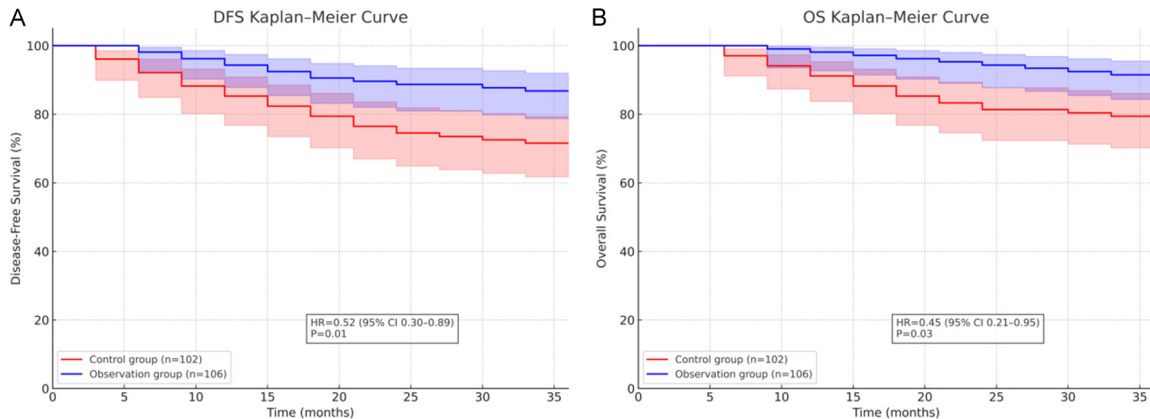 A
DFS Kaplan–Meier Curve
100
80
60
40
20
0
Disease-Free Survival (%)
HR=0.52 (95% CI 0.30–0.89)
P=0.01
Control group (n=102)
Observation group (n=106)
0 5 10 15 20 25 30 35
Time (months)
B
OS Kaplan–Meier Curve
100
80
60
40
20
0
Overall Survival (%)
HR=0.45 (95% CI 0.21–0.95)
P=0.03
Control group (n=102)
Observation group (n=106)
0 5 10 15 20 25 30 35
Time (months)